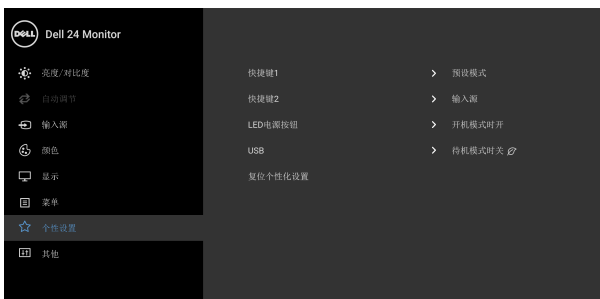 DELL Dell 24 Monitor
亮度/对比度
自动调节
输入源
颜色
显示
菜单
个性设置
其他
快捷键1 预设模式
快捷键2 输入源
LED电源按钮 开机模式时开
USB 待机模式时关
复位个性化设置